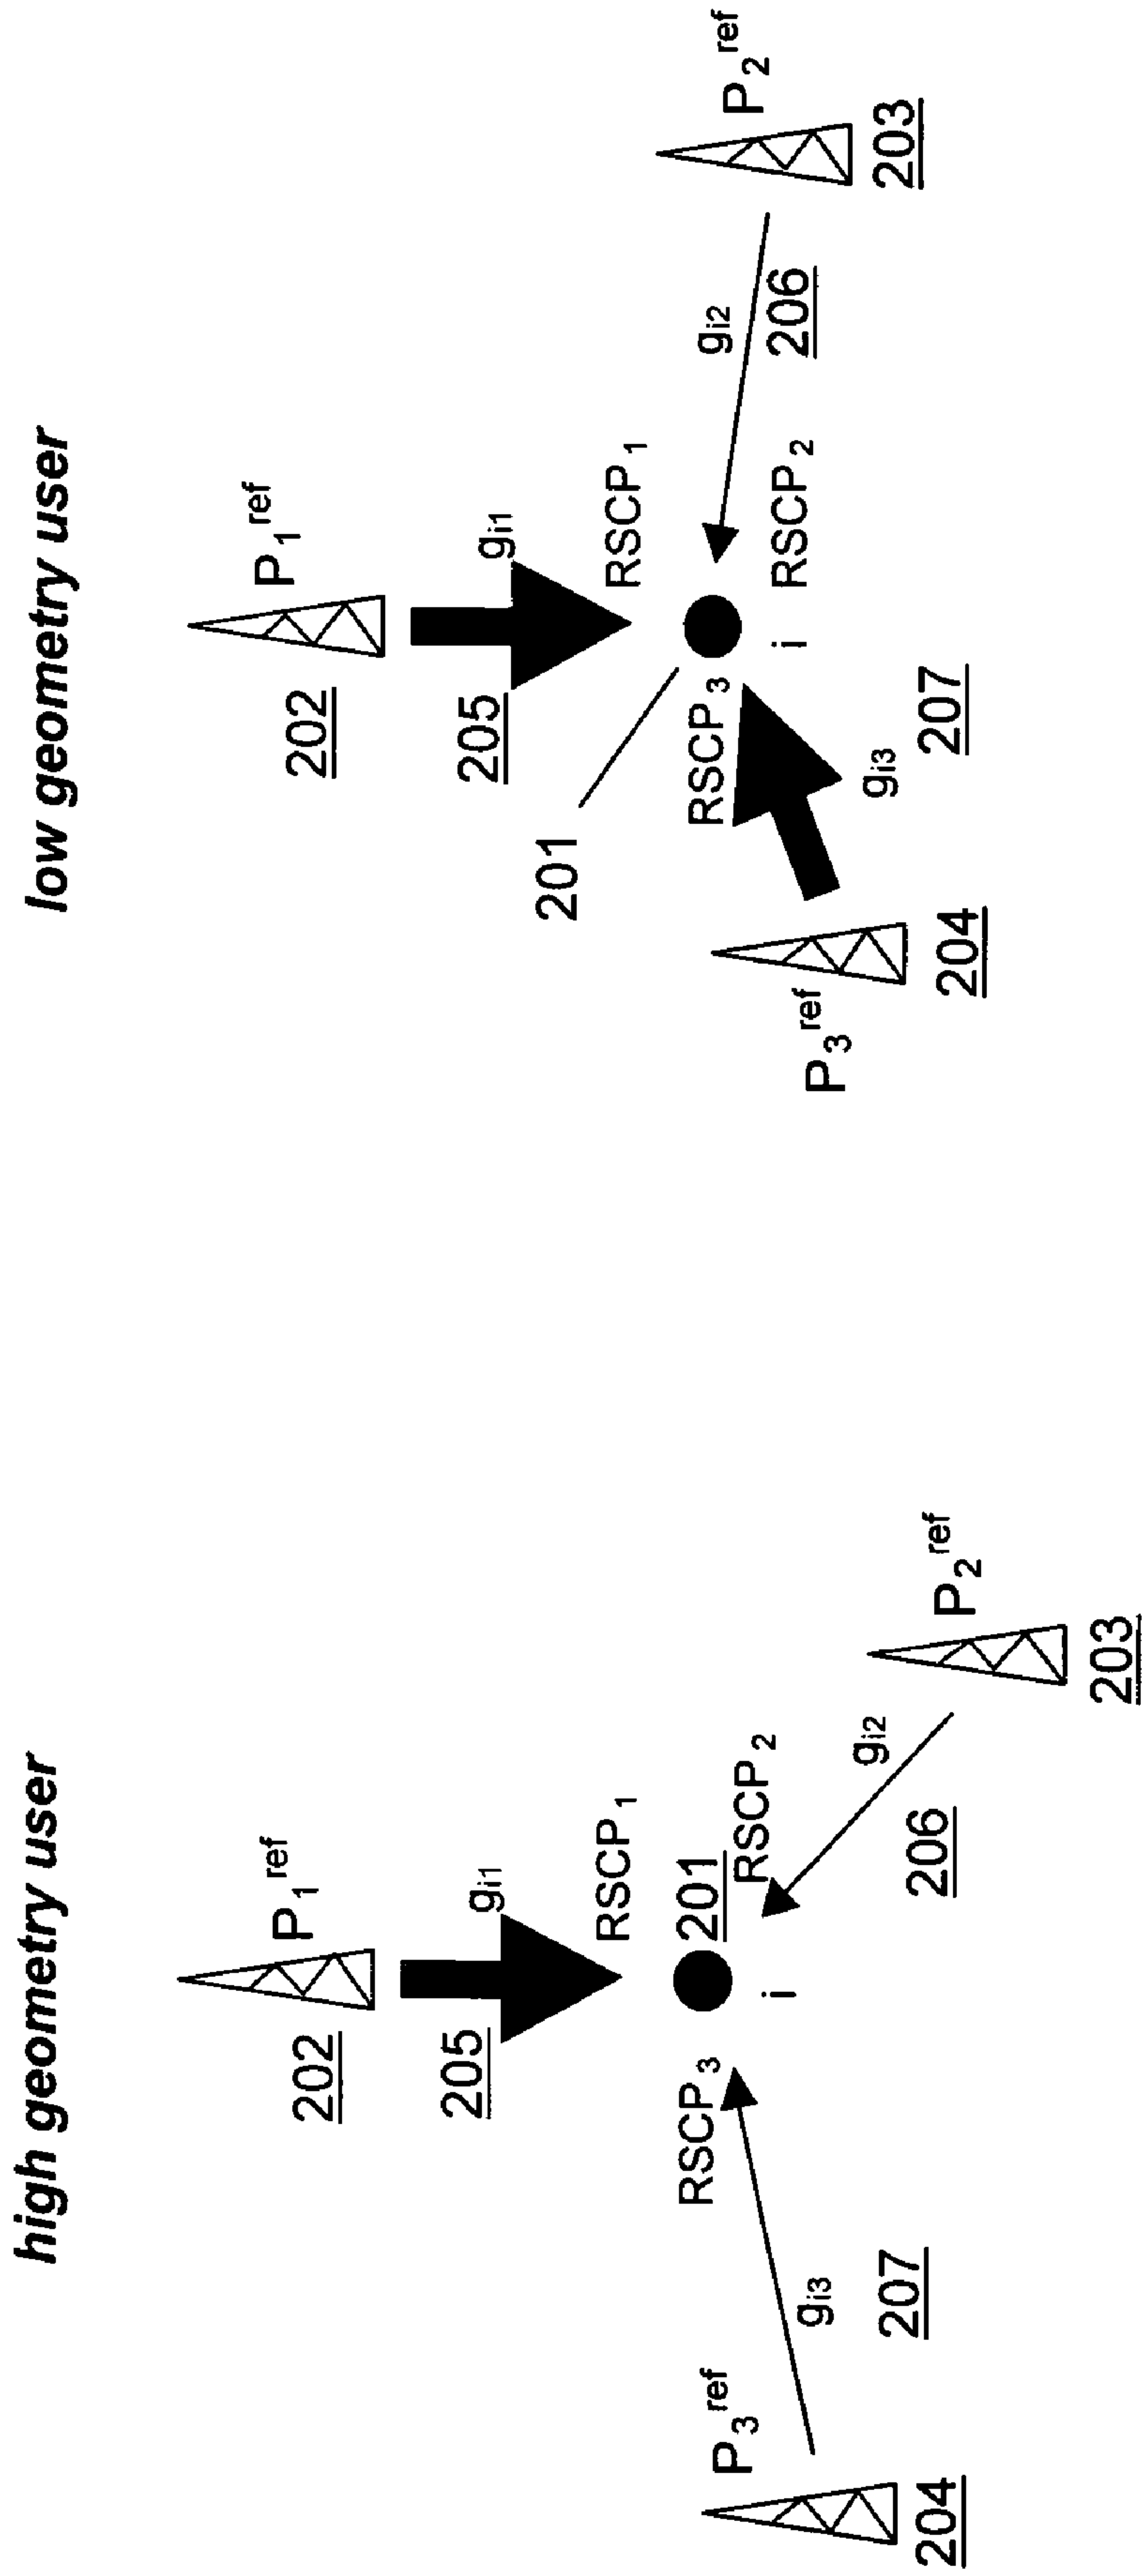 high geometry user
P₁ʳᵉᶠ
202
205
gᵢ₁
RSCP₁
RSCP₃
201
RSCP₂
i
P₃ʳᵉᶠ
gᵢ₃
207
204
gᵢ₂
206
P₂ʳᵉᶠ
203
low geometry user
P₁ʳᵉᶠ
202
205
gᵢ₁
201
RSCP₁
RSCP₃
i
RSCP₂
gᵢ₂
206
P₂ʳᵉᶠ
203
P₃ʳᵉᶠ
204
gᵢ₃
207